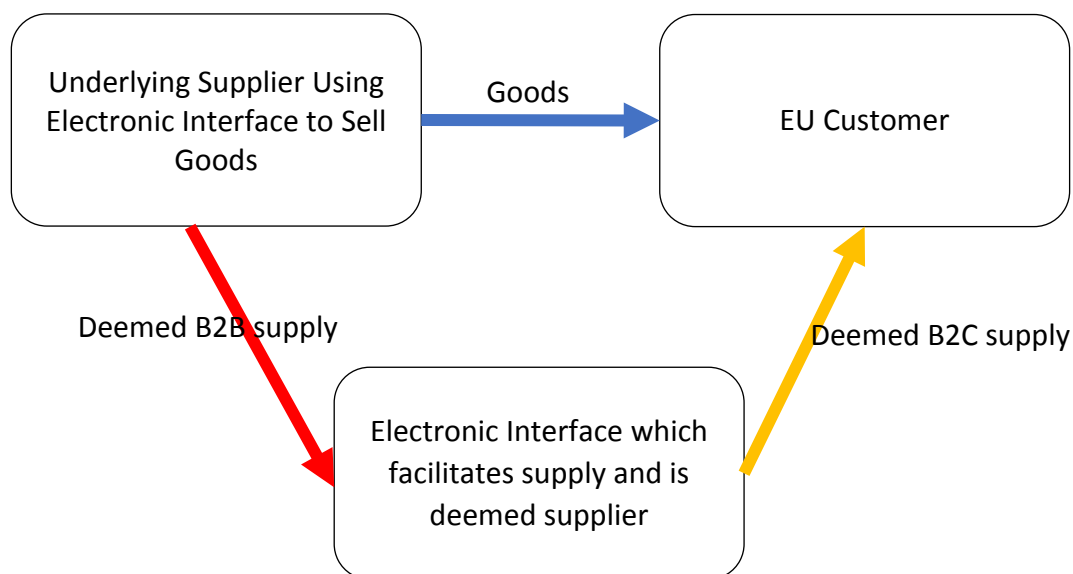 Underlying Supplier Using
Electronic Interface to Sell
Goods
Goods
EU Customer
Deemed B2B supply
Deemed B2C supply
Electronic Interface which
facilitates supply and is
deemed supplier